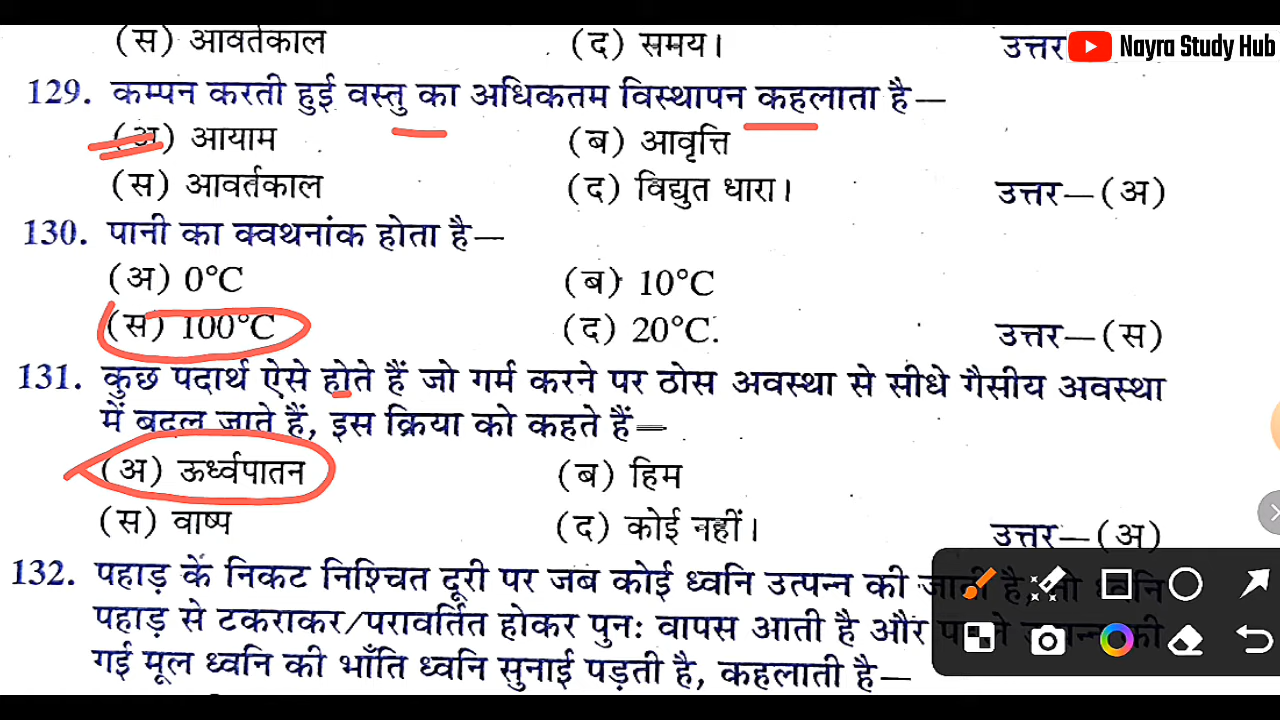 (स) आवर्तकाल (द) समय। उत्तर Nayra Study Hub
129. कम्पन करती हुई वस्तु का अधिकतम विस्थापन कहलाता है—
(अ) आयाम (ब) आवृत्ति
(स) आवर्तकाल (द) विद्युत धारा। उत्तर—(अ)
130. पानी का क्वथनांक होता है—
(अ) 0°C (ब) 10°C
(स) 100°C (द) 20°C. उत्तर—(स)
131. कुछ पदार्थ ऐसे होते हैं जो गर्म करने पर ठोस अवस्था से सीधे गैसीय अवस्था
में बदल जाते हैं, इस क्रिया को कहते हैं—
(अ) ऊर्ध्वपातन (ब) हिम
(स) वाष्प (द) कोई नहीं। उत्तर—(अ)
132. पहाड़ के निकट निश्चित दूरी पर जब कोई ध्वनि उत्पन्न की जाती है, तो ध्वनि
पहाड़ से टकराकर/परावर्तित होकर पुनः वापस आती है और की
गई मूल ध्वनि की भाँति ध्वनि सुनाई पड़ती है, कहलाती है—